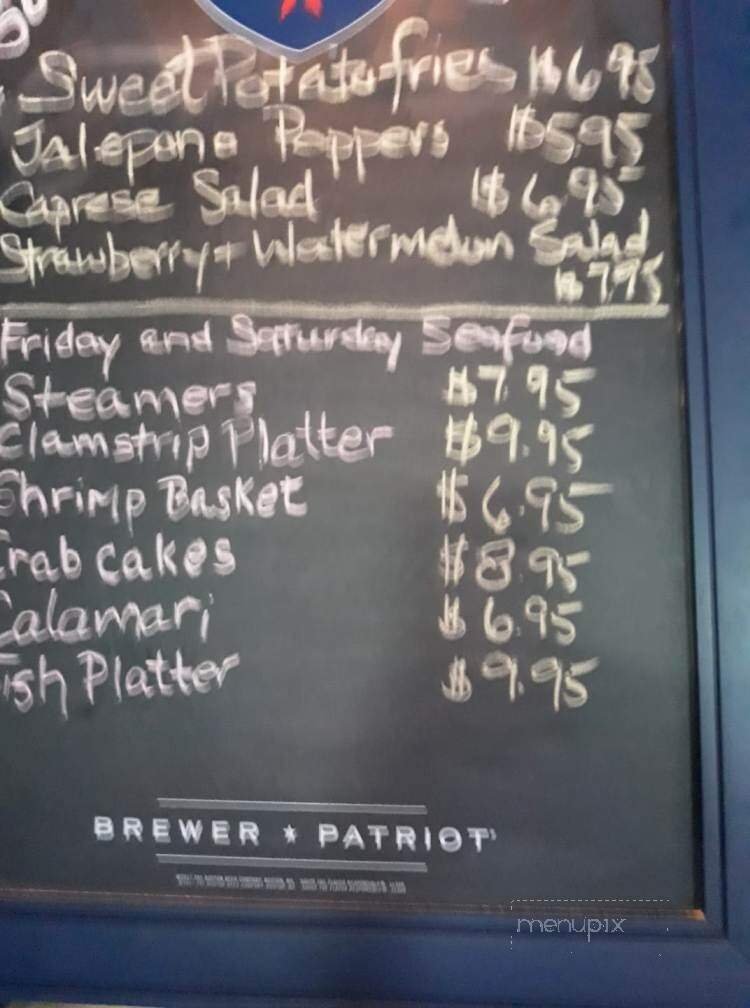 Sweet Potato fries $6.95
Jalepeno Poppers $5.95
Caprese Salad $6.95
Strawberry + Watermelon Salad
$7.95
Friday and Saturday Seafood
Steamers $7.95
Clamstrip Platter $9.95
Shrimp Basket $6.95
Crab cakes $8.95
Calamari $6.95
Fish Platter $9.95
BREWER ★ PATRIOT
menupix